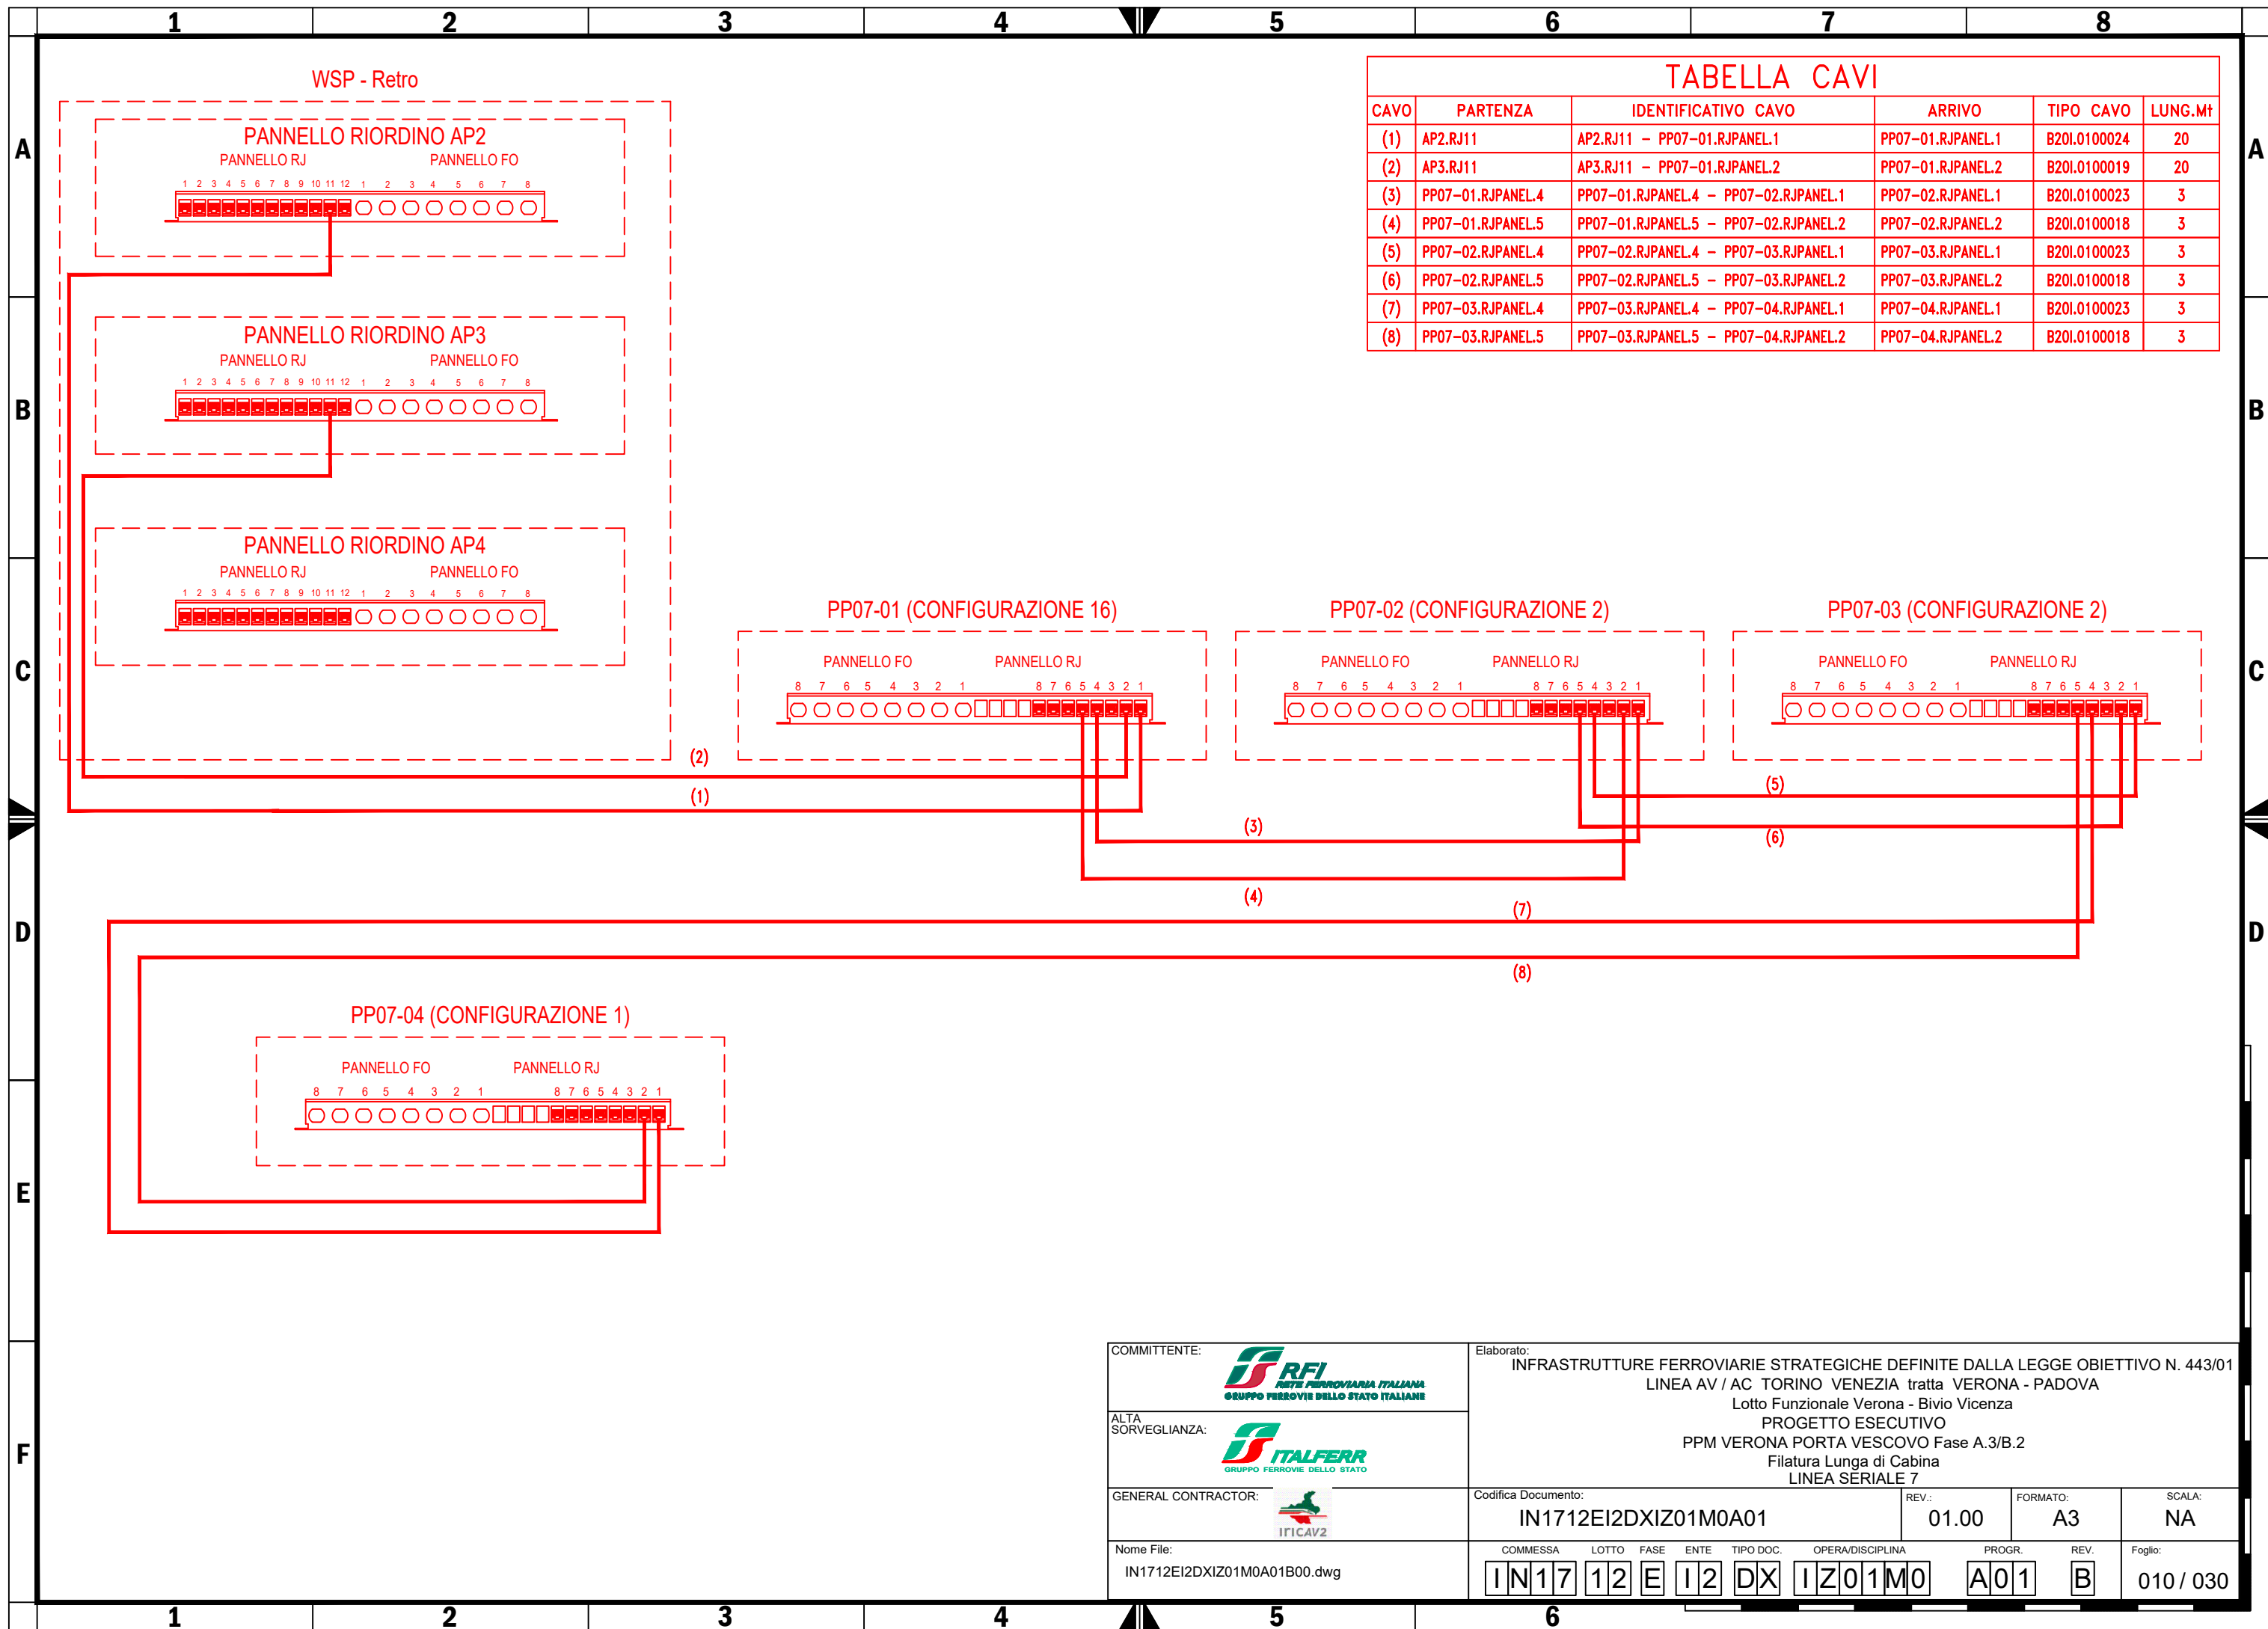 1 2 3 4 5 6 7 8
WSP - Retro
A
PANNELLO RIORDINO AP2
PANNELLO RJ PANNELLO FO
1 2 3 4 5 6 7 8 9 10 11 12 1 2 3 4 5 6 7 8
PANNELLO RIORDINO AP3
PANNELLO RJ PANNELLO FO
1 2 3 4 5 6 7 8 9 10 11 12 1 2 3 4 5 6 7 8
B
PANNELLO RIORDINO AP4
PANNELLO RJ PANNELLO FO
1 2 3 4 5 6 7 8 9 10 11 12 1 2 3 4 5 6 7 8
TABELLA CAVI
CAVO PARTENZA IDENTIFICATIVO CAVO ARRIVO TIPO CAVO LUNG.Mt
(1) AP2.RJ11 AP2.RJ11 - PP07-01.RJPANEL.1 PP07-01.RJPANEL.1 B20I.0100024 20
(2) AP3.RJ11 AP3.RJ11 - PP07-01.RJPANEL.2 PP07-01.RJPANEL.2 B20I.0100019 20
(3) PP07-01.RJPANEL.4 PP07-01.RJPANEL.4 - PP07-02.RJPANEL.1 PP07-02.RJPANEL.1 B20I.0100023 3
(4) PP07-01.RJPANEL.5 PP07-01.RJPANEL.5 - PP07-02.RJPANEL.2 PP07-02.RJPANEL.2 B20I.0100018 3
(5) PP07-02.RJPANEL.4 PP07-02.RJPANEL.4 - PP07-03.RJPANEL.1 PP07-03.RJPANEL.1 B20I.0100023 3
(6) PP07-02.RJPANEL.5 PP07-02.RJPANEL.5 - PP07-03.RJPANEL.2 PP07-03.RJPANEL.2 B20I.0100018 3
(7) PP07-03.RJPANEL.4 PP07-03.RJPANEL.4 - PP07-04.RJPANEL.1 PP07-04.RJPANEL.1 B20I.0100023 3
(8) PP07-03.RJPANEL.5 PP07-03.RJPANEL.5 - PP07-04.RJPANEL.2 PP07-04.RJPANEL.2 B20I.0100018 3
A
B
C
PP07-01 (CONFIGURAZIONE 16)
PANNELLO FO PANNELLO RJ
8 7 6 5 4 3 2 1 8 7 6 5 4 3 2 1
PP07-02 (CONFIGURAZIONE 2)
PANNELLO FO PANNELLO RJ
8 7 6 5 4 3 2 1 8 7 6 5 4 3 2 1
PP07-03 (CONFIGURAZIONE 2)
PANNELLO FO PANNELLO RJ
8 7 6 5 4 3 2 1 8 7 6 5 4 3 2 1
C
(2)
(1)
(5)
(3)
(6)
(4)
(7)
(8)
D
D
PP07-04 (CONFIGURAZIONE 1)
PANNELLO FO PANNELLO RJ
8 7 6 5 4 3 2 1 8 7 6 5 4 3 2 1
E
F
COMMITTENTE:
RFI
RETE FERROVIARIA ITALIANA
GRUPPO FERROVIE DELLO STATO ITALIANE
ALTA
SORVEGLIANZA:
ITALFERR
GRUPPO FERROVIE DELLO STATO
GENERAL CONTRACTOR:
IrICAV2
Nome File:
IN1712EI2DXIZ01M0A01B00.dwg
Elaborato:
INFRASTRUTTURE FERROVIARIE STRATEGICHE DEFINITE DALLA LEGGE OBIETTIVO N. 443/01
LINEA AV / AC TORINO VENEZIA tratta VERONA - PADOVA
Lotto Funzionale Verona - Bivio Vicenza
PROGETTO ESECUTIVO
PPM VERONA PORTA VESCOVO Fase A.3/B.2
Filatura Lunga di Cabina
LINEA SERIALE 7
Codifica Documento:
IN1712EI2DXIZ01M0A01
REV.:
01.00
FORMATO:
A3
SCALA:
NA
COMMESSA LOTTO FASE ENTE TIPO DOC. OPERA/DISCIPLINA PROGR. REV.
IN17 12 E I2 DX IZ01M0 A01 B
Foglio:
010 / 030
1 2 3 4 5 6